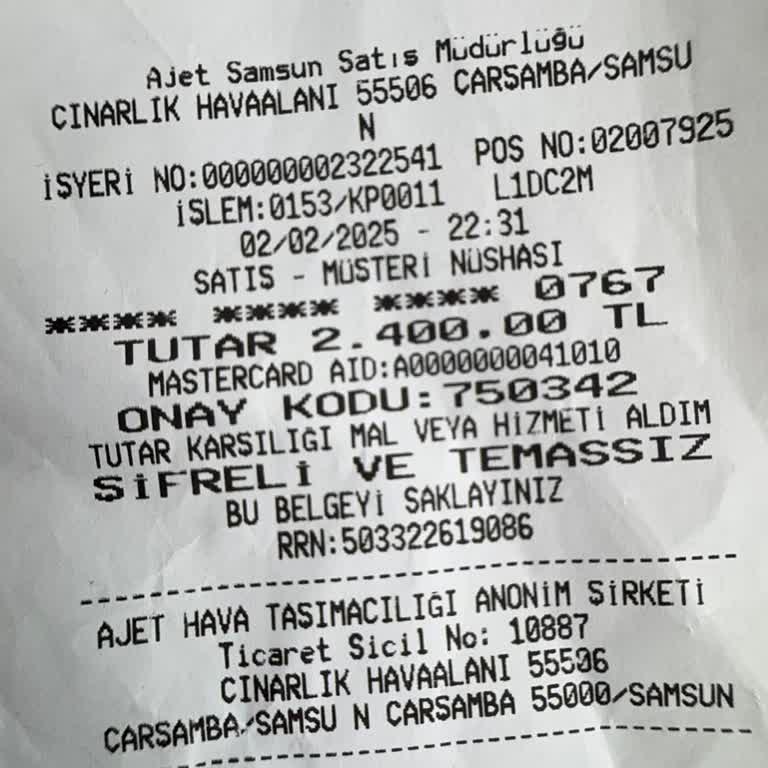 Ajet Samsun Satıs Müdürlüğü
CINARLIK HAVAALANI 55506 CARSAMBA/SAMSU
N
İSYERİ NO:000000002322541 POS NO:02007925
İSLEM:0153/KP0011 L1DC2M
02/02/2025 - 22:31
SATIS - MÜSTERİ NÜSHASI
**** **** **** 0767
TUTAR 2.400.00 TL
MASTERCARD AID:A0000000041010
ONAY KODU:750342
TUTAR KARSILIĞI MAL VEYA HİZMETİ ALDIM
SİFRELİ VE TEMASSIZ
BU BELGEYİ SAKLAYINIZ
RRN:503322619086
AJET HAVA TASIMACILIĞI ANONİM SİRKETİ
Ticaret Sicil No: 10887
CINARLIK HAVAALANI 55506
CARSAMBA/SAMSU N CARSAMBA 55000/SAMSUN